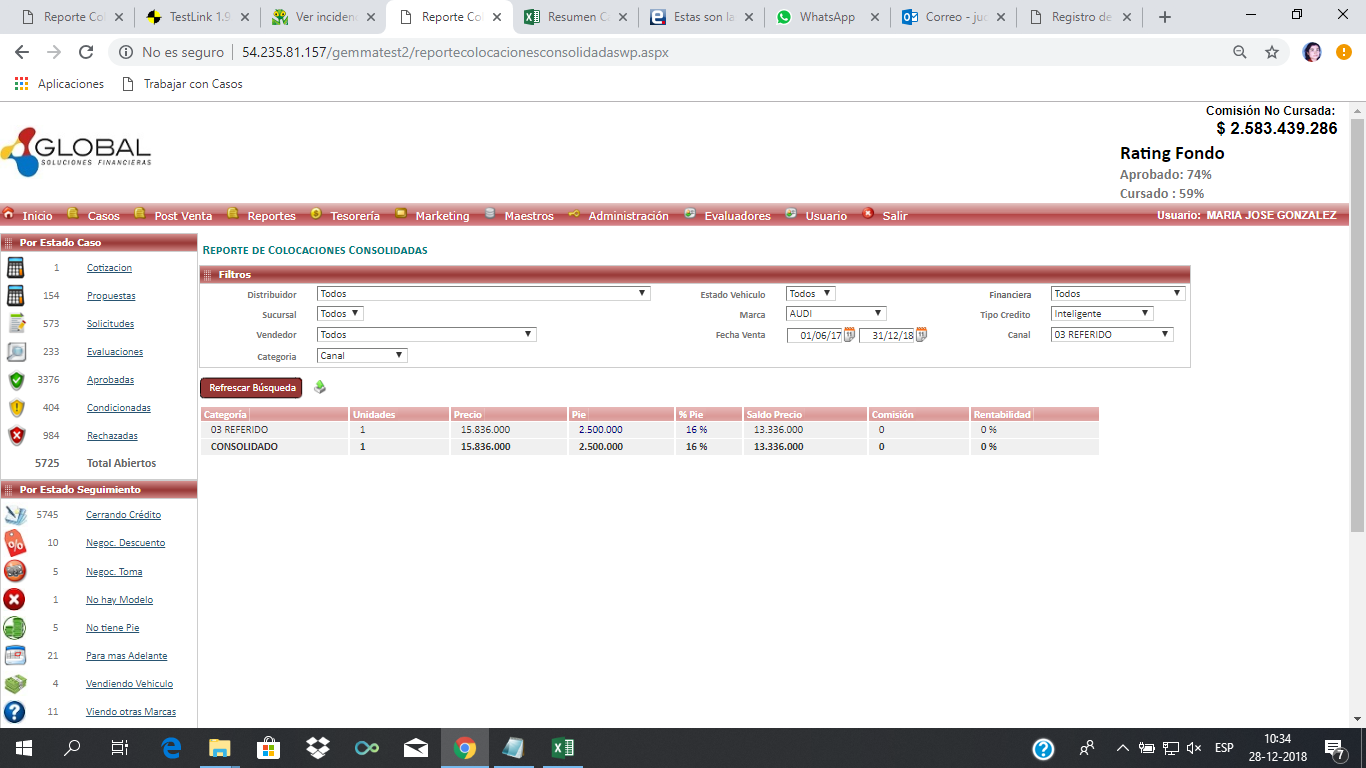 Reporte Col
TestLink 1.9
Ver inciden
Reporte Col
Resumen C
Estas son la
WhatsApp
Correo - juc
Registro de
No es seguro
54.235.81.157/gemmatest2/reportecolocacionesconsolidadaswp.aspx
Aplicaciones
Trabajar con Casos
GLOBAL
SOLUCIONES FINANCIERAS
Comisión No Cursada:
$ 2.583.439.286
Rating Fondo
Aprobado: 74%
Cursado : 59%
Inicio Casos Post Venta Reportes Tesorería Marketing Maestros Administración Evaluadores Usuario Salir Usuario: MARIA JOSE GONZALEZ
Por Estado Caso
1 Cotizacion
154 Propuestas
573 Solicitudes
233 Evaluaciones
3376 Aprobadas
404 Condicionadas
984 Rechazadas
5725 Total Abiertos
Por Estado Seguimiento
5745 Cerrando Crédito
10 Negoc. Descuento
5 Negoc. Toma
1 No hay Modelo
5 No tiene Pie
21 Para mas Adelante
4 Vendiendo Vehiculo
11 Viendo otras Marcas
REPORTE DE COLOCACIONES CONSOLIDADAS
Filtros
Distribuidor Todos Estado Vehiculo Todos Financiera Todos
Sucursal Todos Marca AUDI Tipo Credito Inteligente
Vendedor Todos Fecha Venta 01/06/17 31/12/18 Canal 03 REFERIDO
Categoria Canal
Refrescar Búsqueda
Categoría Unidades Precio Pie % Pie Saldo Precio Comisión Rentabilidad
03 REFERIDO 1 15.836.000 2.500.000 16 % 13.336.000 0 0 %
CONSOLIDADO 1 15.836.000 2.500.000 16 % 13.336.000 0 0 %
ESP
10:34
28-12-2018
7